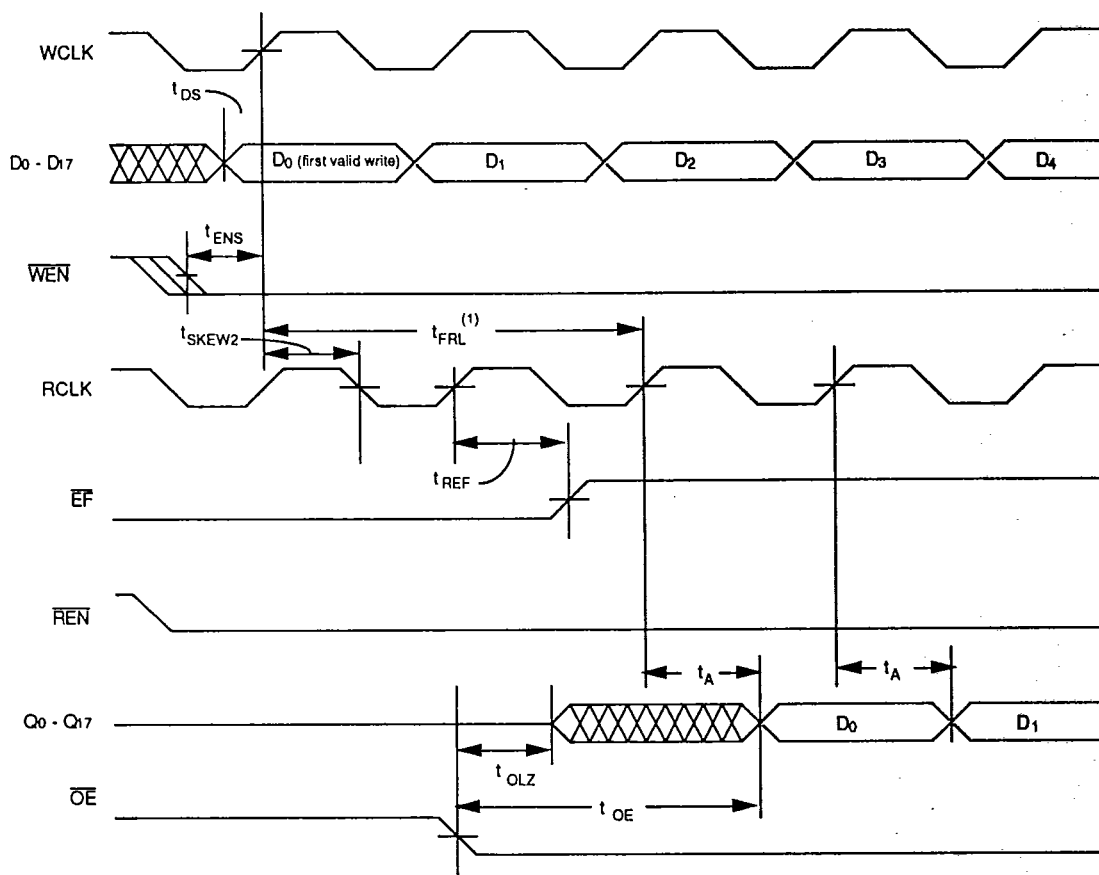 WCLK
tDS
D0 - D17
D0 (first valid write)
D1
D2
D3
D4
tENS
WEN
tSKEW2
tFRL(1)
RCLK
tREF
EF
REN
tA
tA
Q0 - Q17
D0
D1
tOLZ
OE
tOE